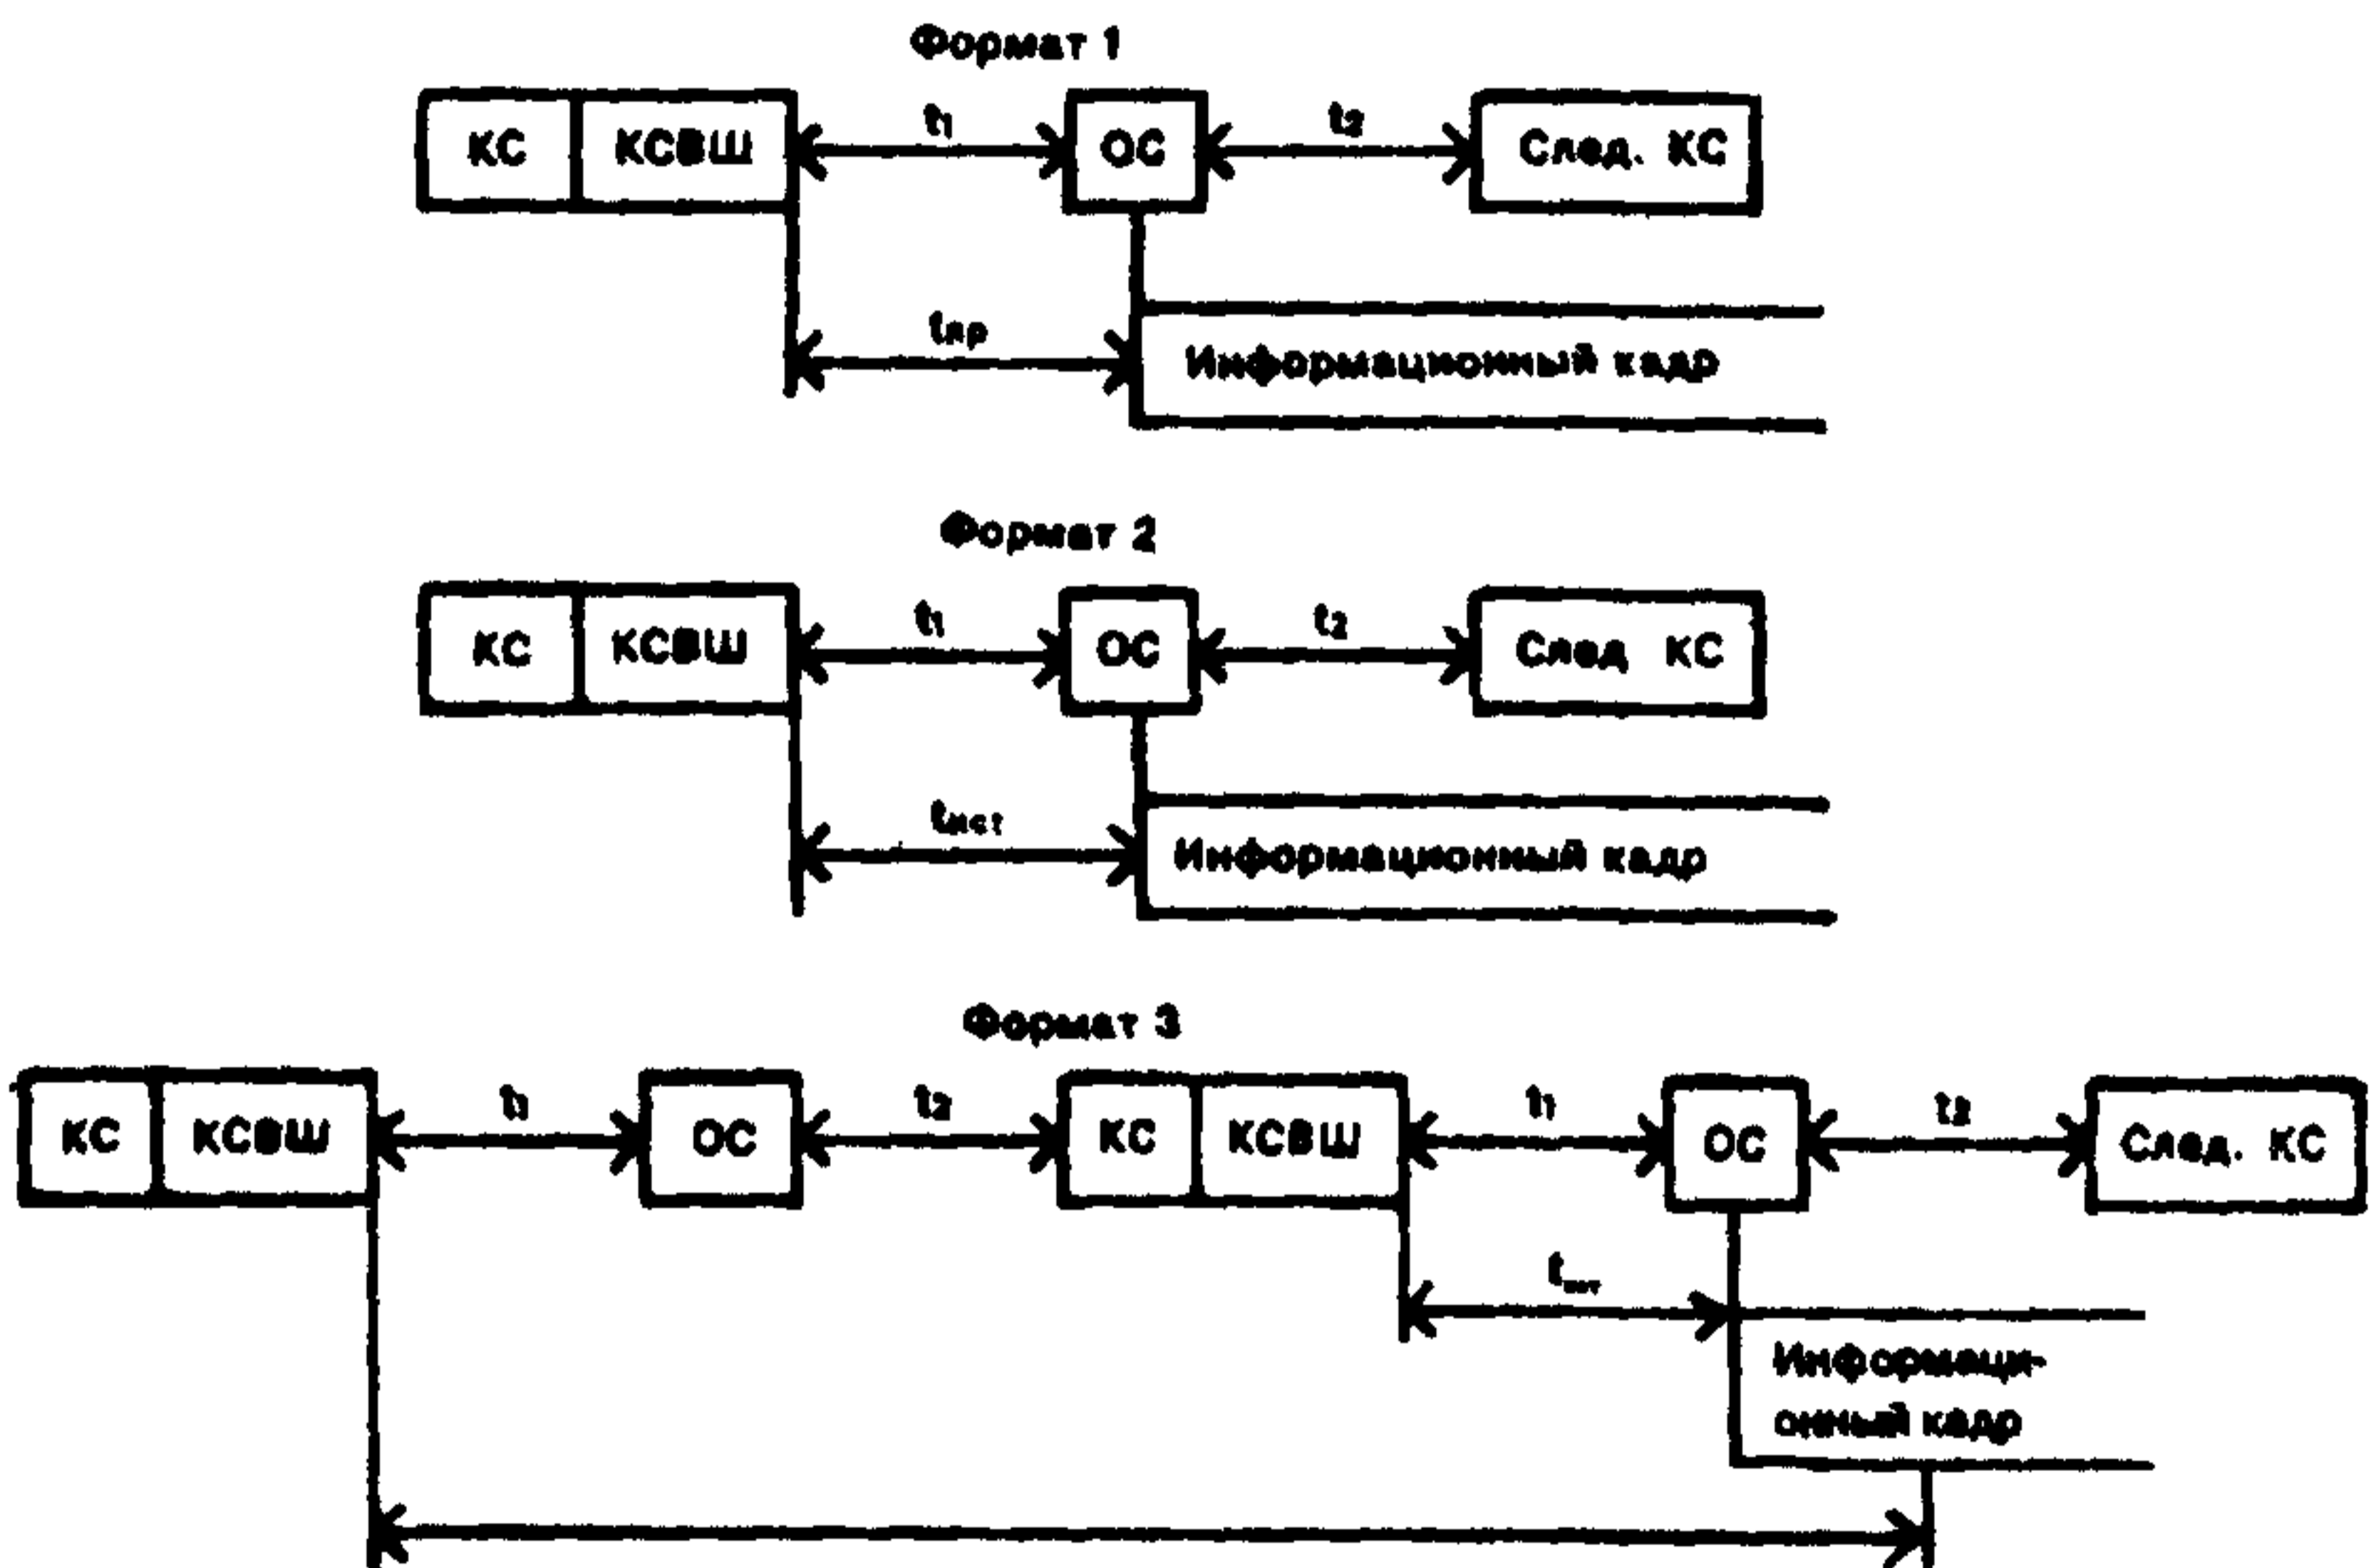 Формат 1
КС КСВШ t1 ОС t2 След. КС
tпр
Информационный кадр
Формат 2
КС КСВШ t1 ОС t2 След КС
Информационный кадр
Формат 3
КС КСВШ t1 ОС t2 КС КСВШ t1 ОС t2 След. КС
Информаци-
онный кадр